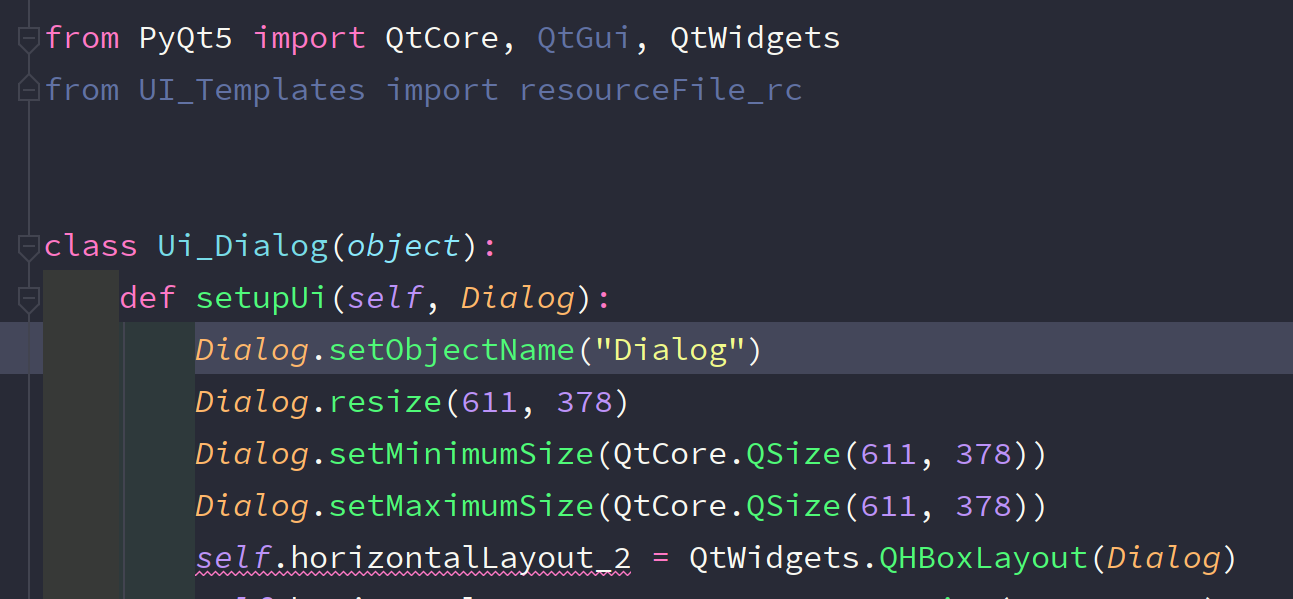 from PyQt5 import QtCore, QtGui, QtWidgets
from UI_Templates import resourceFile_rc
class Ui_Dialog(object):
def setupUi(self, Dialog):
Dialog.setObjectName("Dialog")
Dialog.resize(611, 378)
Dialog.setMinimumSize(QtCore.QSize(611, 378))
Dialog.setMaximumSize(QtCore.QSize(611, 378))
self.horizontalLayout_2 = QtWidgets.QHBoxLayout(Dialog)